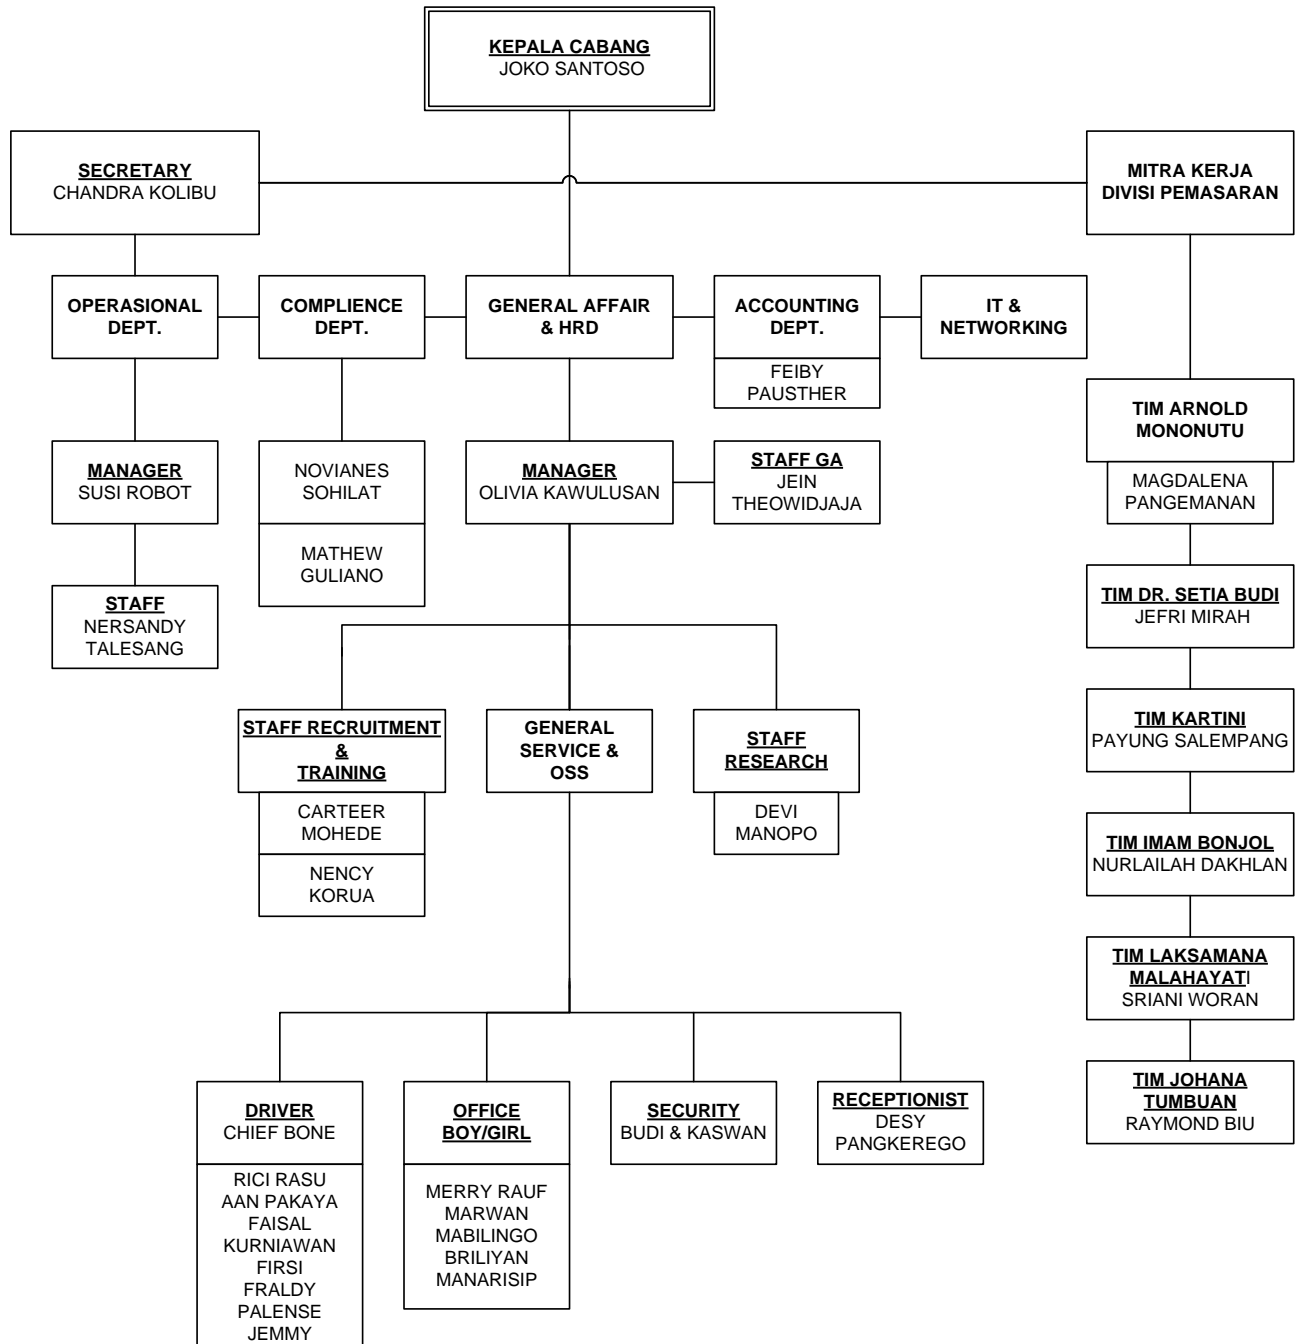 KEPALA CABANG
JOKO SANTOSO
SECRETARY
CHANDRA KOLIBU
MITRA KERJA
DIVISI PEMASARAN
OPERASIONAL
DEPT.
COMPLIENCE
DEPT.
GENERAL AFFAIR
& HRD
ACCOUNTING
DEPT.
FEIBY
PAUSTHER
IT &
NETWORKING
TIM ARNOLD
MONONUTU
MAGDALENA
PANGEMANAN
MANAGER
SUSI ROBOT
NOVIANES
SOHILAT
MATHEW
GULIANO
MANAGER
OLIVIA KAWULUSAN
STAFF GA
JEIN
THEOWIDJAJA
STAFF
NERSANDY
TALESANG
TIM DR. SETIA BUDI
JEFRI MIRAH
STAFF RECRUITMENT
&
TRAINING
CARTEER
MOHEDE
NENCY
KORUA
GENERAL
SERVICE &
OSS
STAFF
RESEARCH
DEVI
MANOPO
TIM KARTINI
PAYUNG SALEMPANG
TIM IMAM BONJOL
NURLAILAH DAKHLAN
TIM LAKSAMANA
MALAHAYATI
SRIANI WORAN
TIM JOHANA
TUMBUAN
RAYMOND BIU
DRIVER
CHIEF BONE
RICI RASU
AAN PAKAYA
FAISAL
KURNIAWAN
FIRSI
FRALDY
PALENSE
JEMMY
OFFICE
BOY/GIRL
MERRY RAUF
MARWAN
MABILINGO
BRILIYAN
MANARISIP
SECURITY
BUDI & KASWAN
RECEPTIONIST
DESY
PANGKEREGO